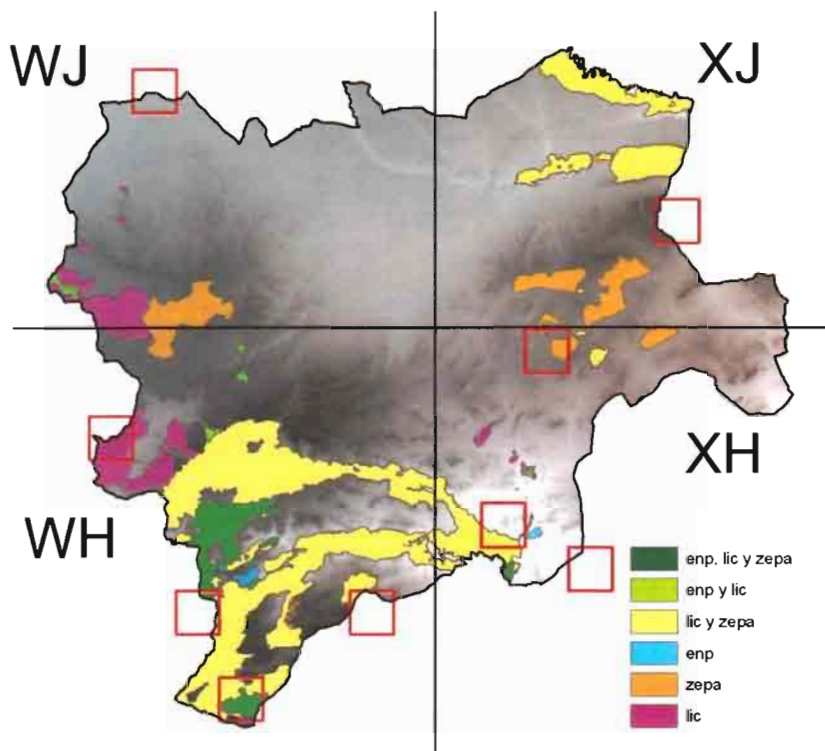 WJ
XJ
XH
WH
enp, lic y zepa
enp y lic
lic y zepa
enp
zepa
lic